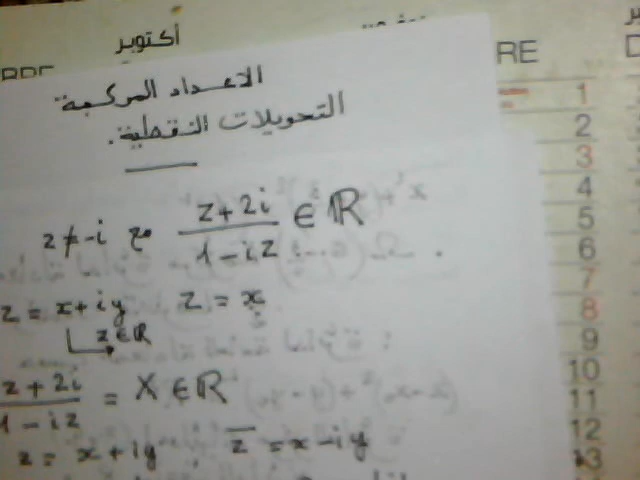 أكتوبر
RE
الاعداد المركبة
التحويلات النقطية.
z ≠ -i مع (z+2i)/(1-iz) ∈ ℝ
z = x+iy z = x
z ∈ ℝ
(z+2i)/(1-iz) = X ∈ ℝ
z = x+iy z̄ = x-iy
1
2
3
4
5
6
7
8
9
10
11
12
13